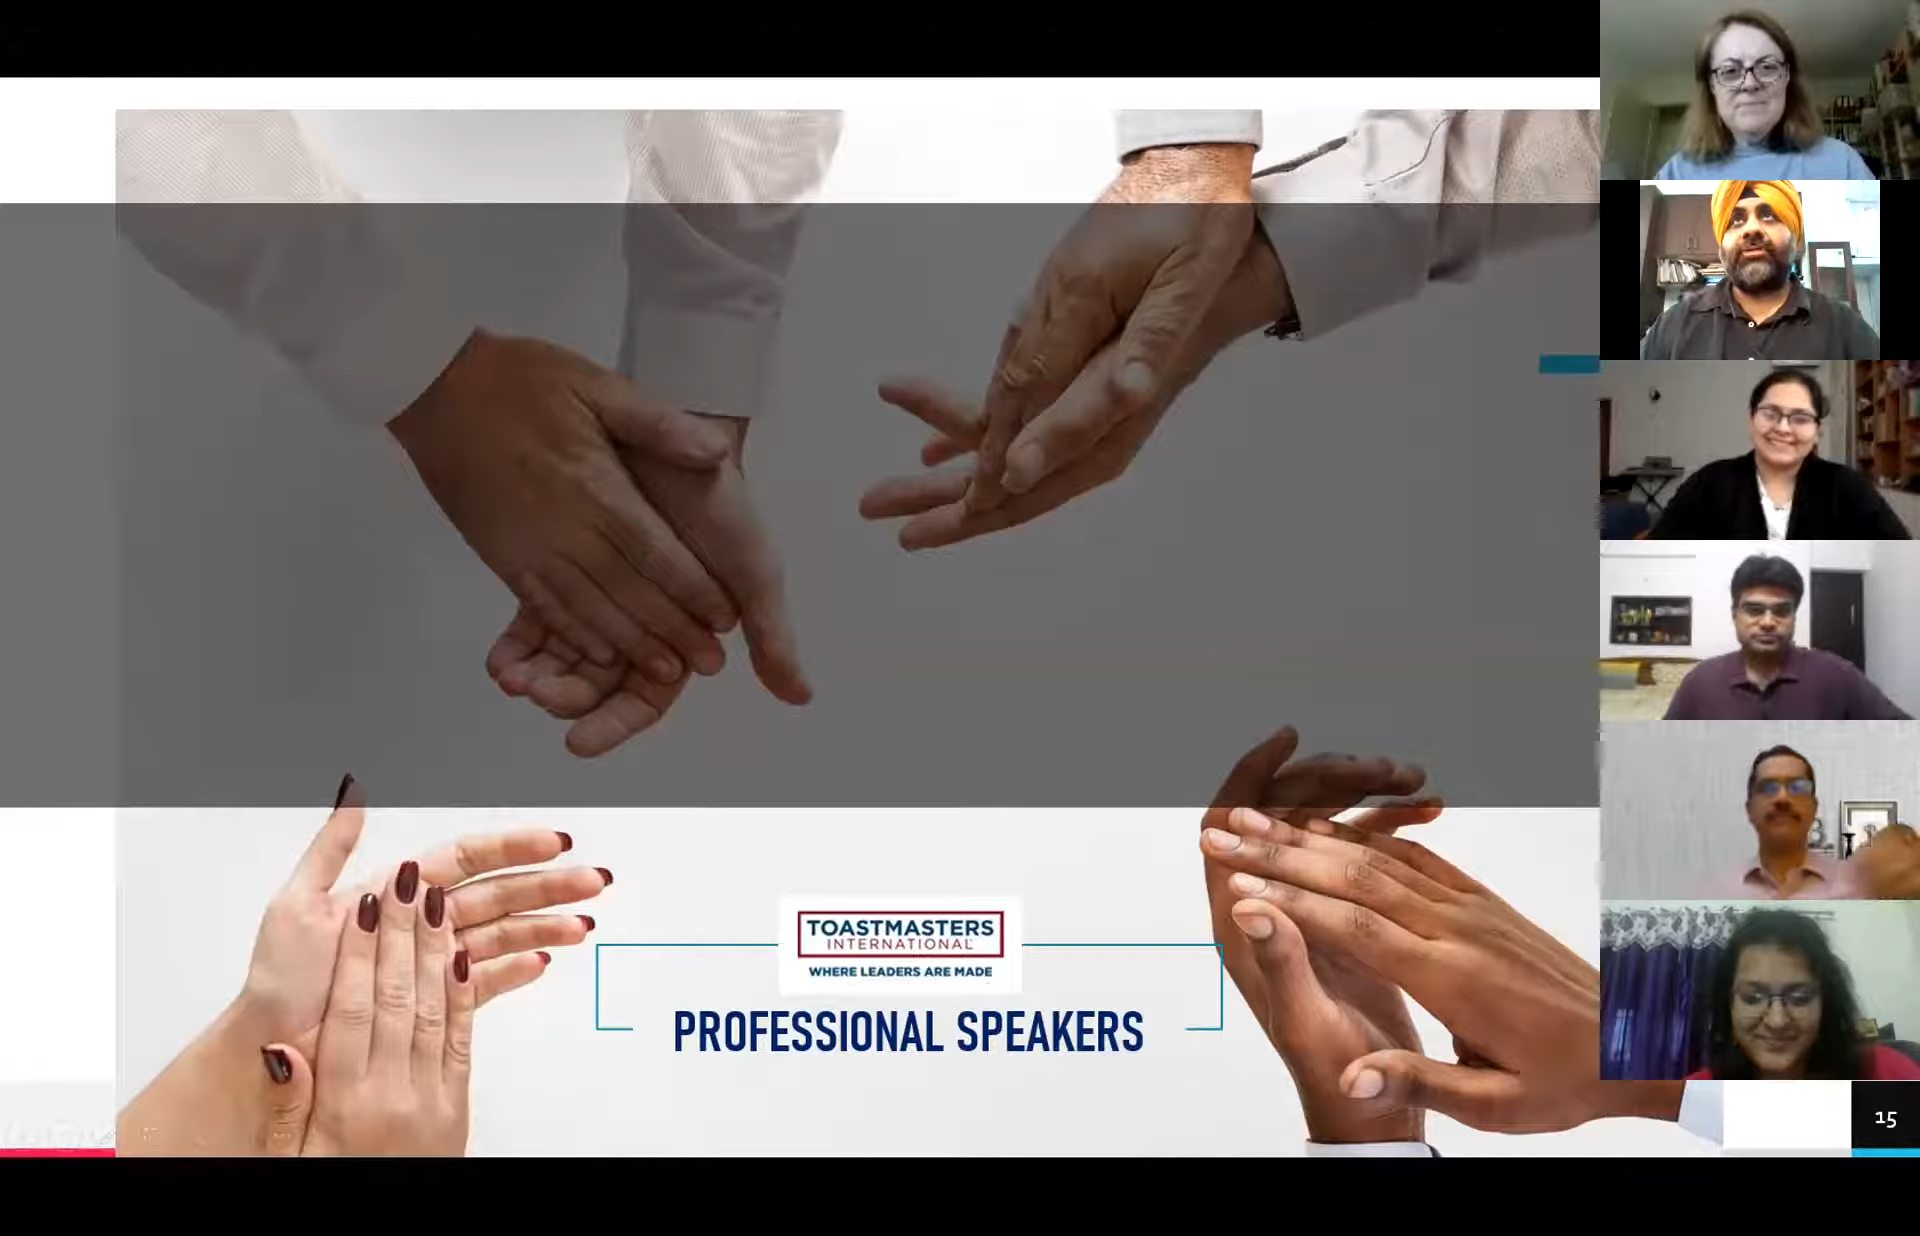 TOASTMASTERS
INTERNATIONAL
WHERE LEADERS ARE MADE
PROFESSIONAL SPEAKERS
15